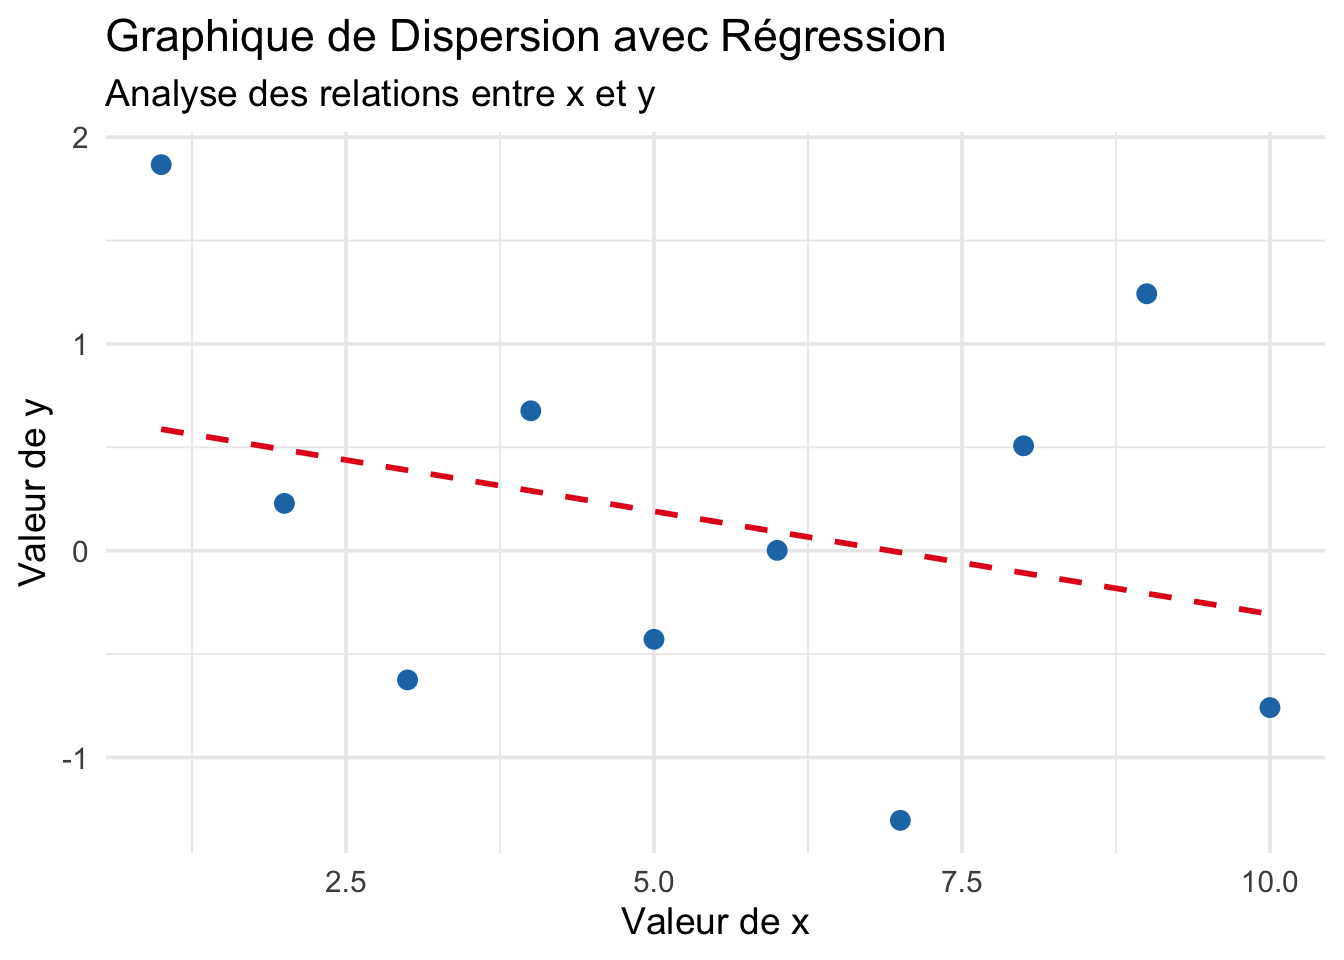 Graphique de Dispersion avec Régression
Analyse des relations entre x et y
2
1
0
-1
Valeur de y
2.5 5.0 7.5 10.0
Valeur de x